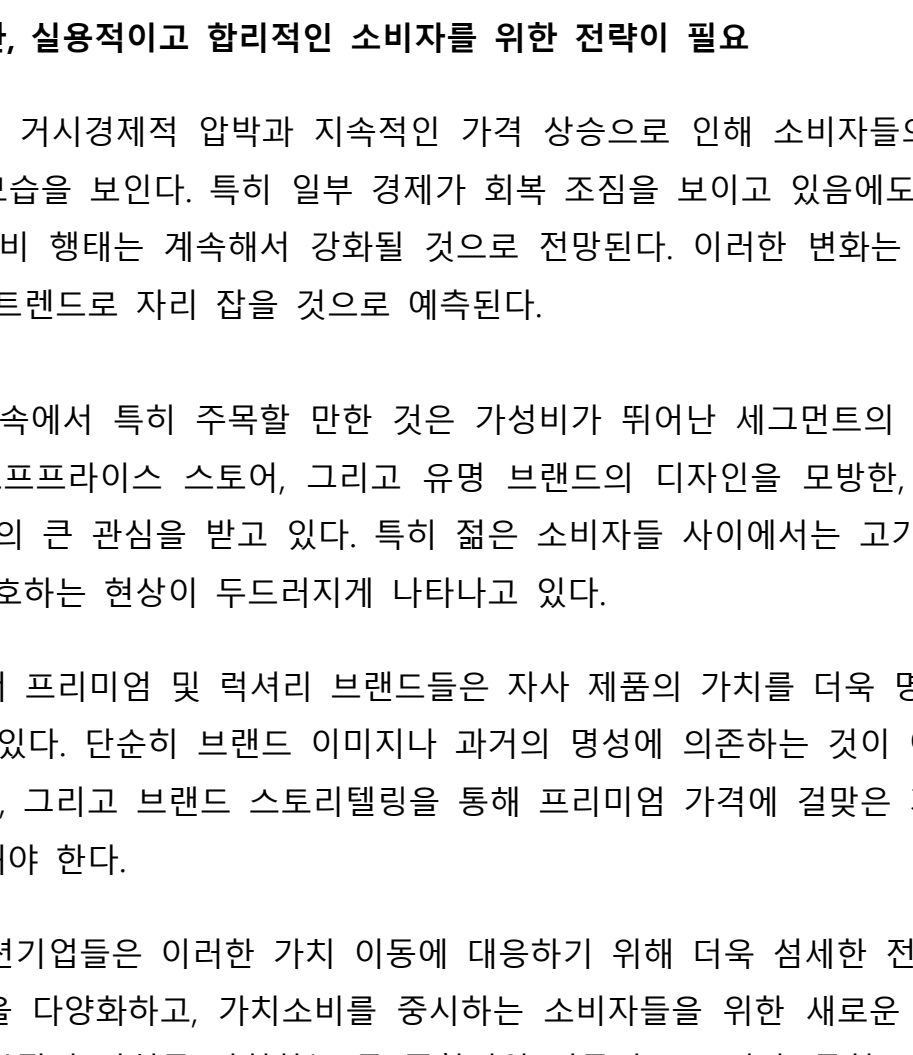 , 실용적이고 합리적인 소비자를 위한 전략이 필요
거시경제적 압박과 지속적인 가격 상승으로 인해 소비자들의
모습을 보인다. 특히 일부 경제가 회복 조짐을 보이고 있음에도
비 행태는 계속해서 강화될 것으로 전망된다. 이러한 변화는
트렌드로 자리 잡을 것으로 예측된다.
속에서 특히 주목할 만한 것은 가성비가 뛰어난 세그먼트의
프프라이스 스토어, 그리고 유명 브랜드의 디자인을 모방한,
의 큰 관심을 받고 있다. 특히 젊은 소비자들 사이에서는
호하는 현상이 두드러지게 나타나고 있다.
프리미엄 및 럭셔리 브랜드들은 자사 제품의 가치를 더욱
있다. 단순히 브랜드 이미지나 과거의 명성에 의존하는 것이
, 그리고 브랜드 스토리텔링을 통해 프리미엄 가격에 걸맞은
야 한다.
션기업들은 이러한 가치 이동에 대응하기 위해 더욱 섬세한
을 다양화하고, 가치소비를 중시하는 소비자들을 위한 새로운